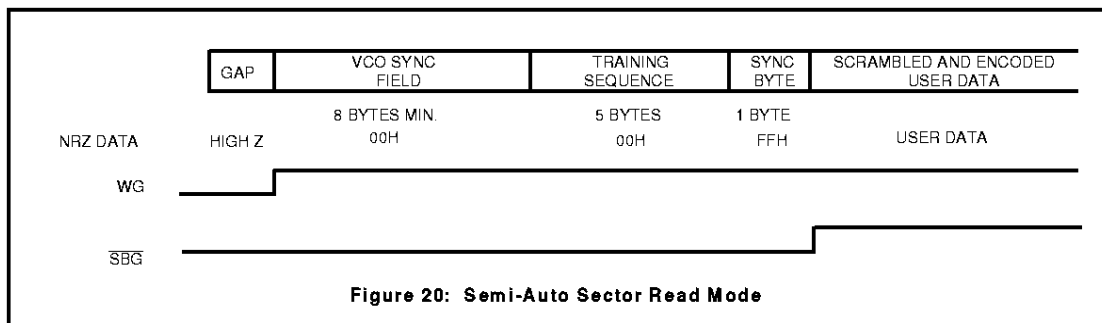 GAP
VCO SYNC
FIELD
TRAINING
SEQUENCE
SYNC
BYTE
SCRAMBLED AND ENCODED
USER DATA
8 BYTES MIN. 5 BYTES 1 BYTE
NRZ DATA HIGH Z 00H 00H FFH USER DATA
WG
SBG
Figure 20: Semi-Auto Sector Read Mode